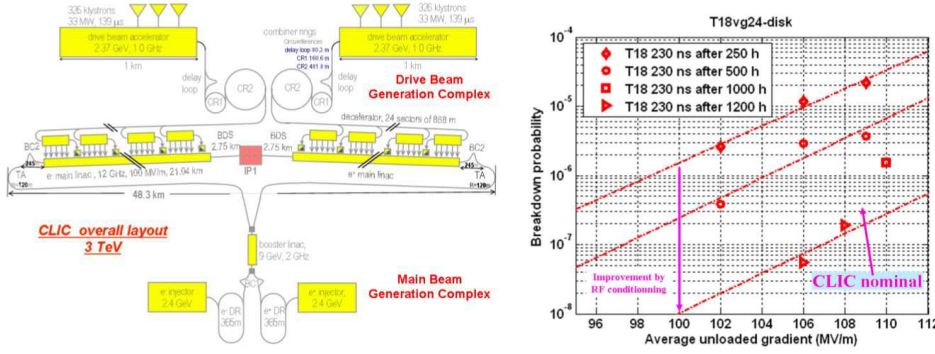 326 klystrons
33 MW, 139 µs
drive beam accelerator
2.37 GeV, 1.0 GHz
1 km
combiner rings
Circumferences
delay loop 80.3 m
CR1 160.6 m
CR2 481.8 m
326 klystrons
33 MW, 139 µs
drive beam accelerator
2.37 GeV, 1.0 GHz
1 km
delay
loop
CR1
CR2
CR2
CR1
delay
loop
Drive Beam
Generation Complex
decelerator, 24 sectors of 868 m
BC2
BDS
2.75 km
BDS
2.75 km
BC2
245m
TA
R=120m
e- main linac, 12 GHz, 100 MV/m, 21.04 km
IP1
e+ main linac
245m
TA
R=120m
48.3 km
CLIC overall layout
3 TeV
booster linac,
9 GeV, 2 GHz
BC1
Main Beam
Generation Complex
e- injector
2.4 GeV
e- DR
365m
e+ DR
365m
e+ injector,
2.4 GeV
T18vg24-disk
Breakdown probability
10-4
10-5
10-6
10-7
10-8
T18 230 ns after 250 h
T18 230 ns after 500 h
T18 230 ns after 1000 h
T18 230 ns after 1200 h
Improvement by
RF conditionning
CLIC nominal
96 98 100 102 104 106 108 110 112
Average unloaded gradient (MV/m)